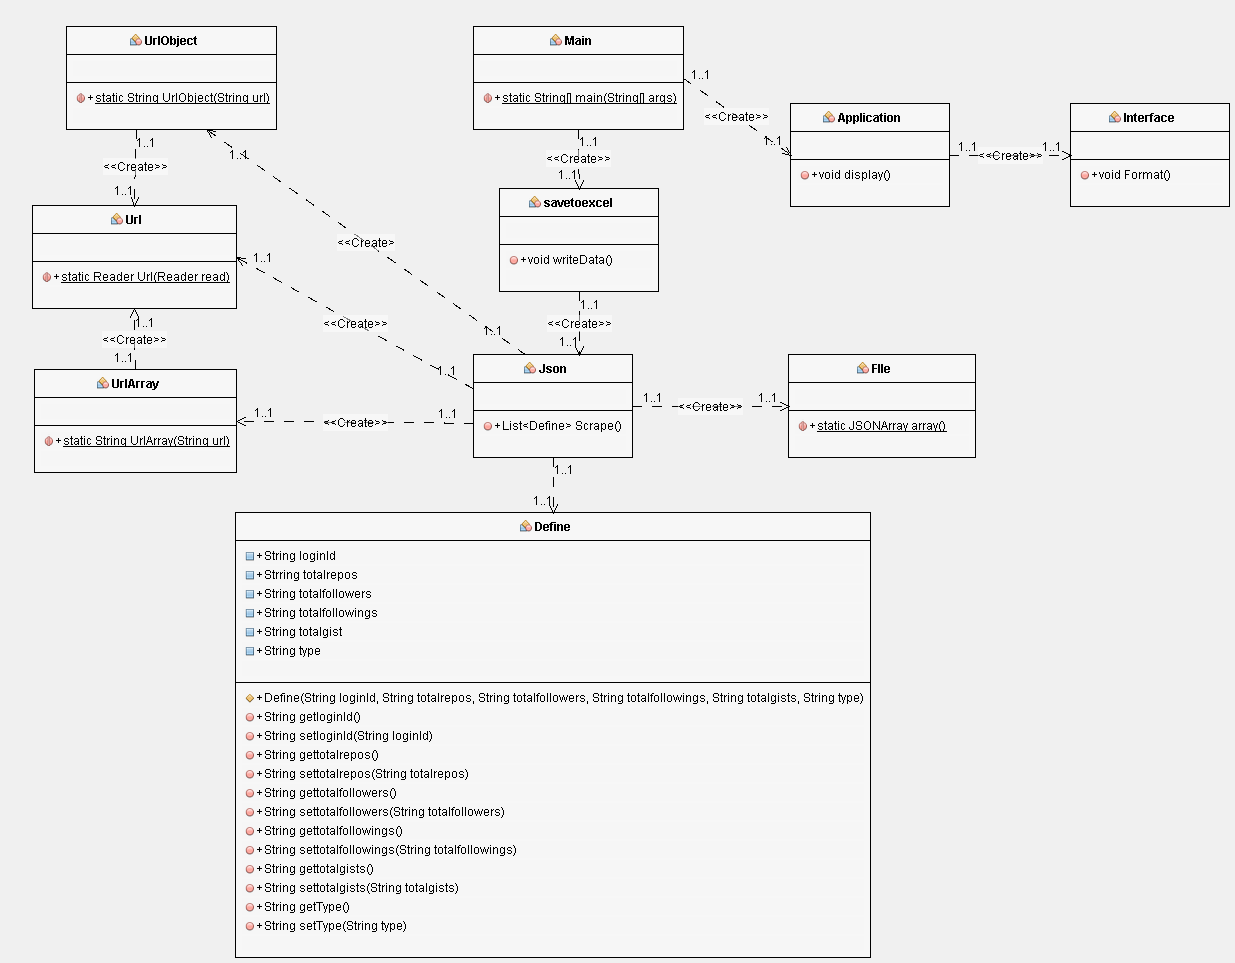 UrlObject
+static String UrlObject(String url)
1..1
<<Create>>
1..1
Url
+static Reader Url(Reader read)
1..1
<<Create>>
1..1
UrlArray
+static String UrlArray(String url)
Main
+static String[] main(String[] args)
1..1
<<Create>>
1..1
savetoexcel
+void writeData()
1..1
<<Create>>
1..1
1..1
<<Create>>
1..1
Application
+void display()
1..1
<<Create>>
1..1
Interface
+void Format()
1..1
<<Create>
1..1
1..1
<<Create>>
1..1
1..1
<<Create>>
1..1
Json
+List<Define> Scrape()
1..1
<<Create>>
1..1
FIle
+static JSONArray array()
1..1
1..1
Define
+String loginId
+Strring totalrepos
+String totalfollowers
+String totalfollowings
+String totalgist
+String type
+Define(String loginId, String totalrepos, String totalfollowers, String totalfollowings, String totalgists, String type)
+String getloginId()
+String setloginId(String loginId)
+String gettotalrepos()
+String settotalrepos(String totalrepos)
+String gettotalfollowers()
+String settotalfollowers(String totalfollowers)
+String gettotalfollowings()
+String settotalfollowings(String totalfollowings)
+String gettotalgists()
+String settotalgists(String totalgists)
+String getType()
+String setType(String type)